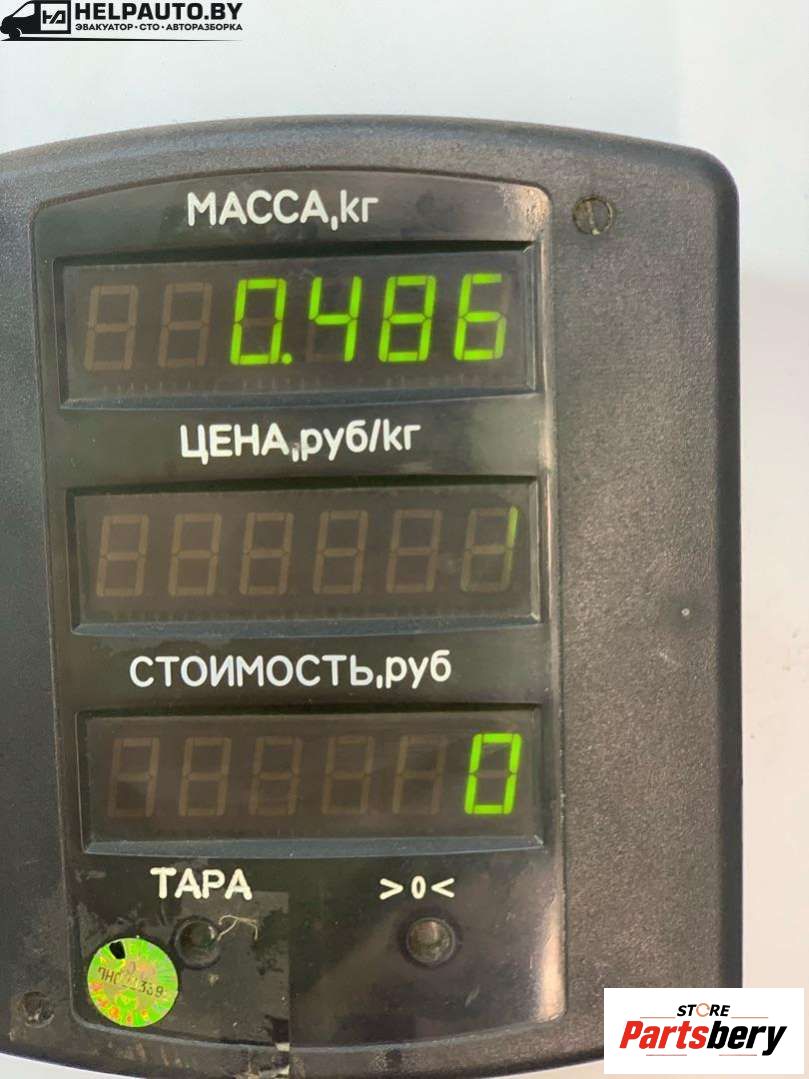 HELPAUTO.BY
ЭВАКУАТОР·СТО·АВТОРАЗБОРКА
МАССА,кг
0.486
ЦЕНА,руб/кг
СТОИМОСТЬ,руб
0
ТАРА
>0<
STORE
Partsbery